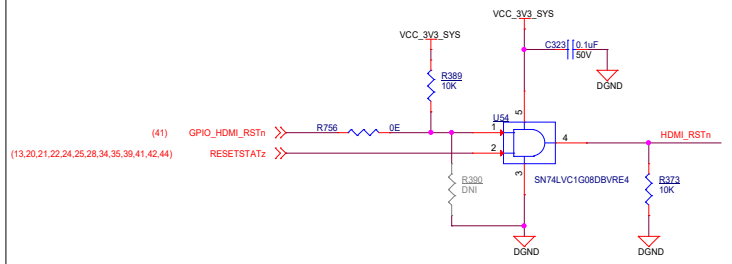 VCC_3V3_SYS
VCC_3V3_SYS
C323 0.1uF
50V
R389
10K
DGND
5
U54
(41) GPIO_HDMI_RSTn R756 0E 1
4 HDMI_RSTn
(13,20,21,22,24,25,28,34,35,39,41,42,44) RESETSTATz 2
3
R390
DNI
SN74LVC1G08DBVRE4
R373
10K
DGND
DGND